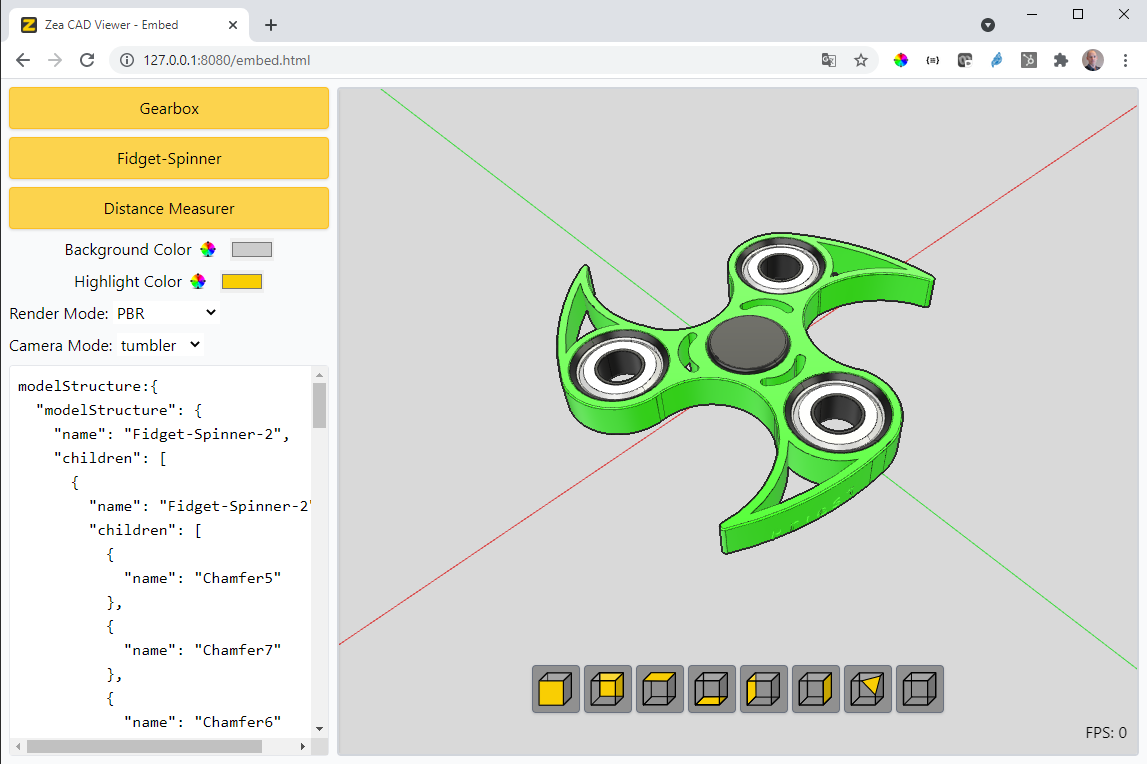 Zea CAD Viewer - Embed
127.0.0.1:8080/embed.html
Gearbox
Fidget-Spinner
Distance Measurer
Background Color
Highlight Color
Render Mode: PBR
Camera Mode: tumbler
modelStructure:{
"modelStructure": {
"name": "Fidget-Spinner-2",
"children": [
{
"name": "Fidget-Spinner-2"
"children": [
{
"name": "Chamfer5"
},
{
"name": "Chamfer7"
},
{
"name": "Chamfer6"
FPS: 0